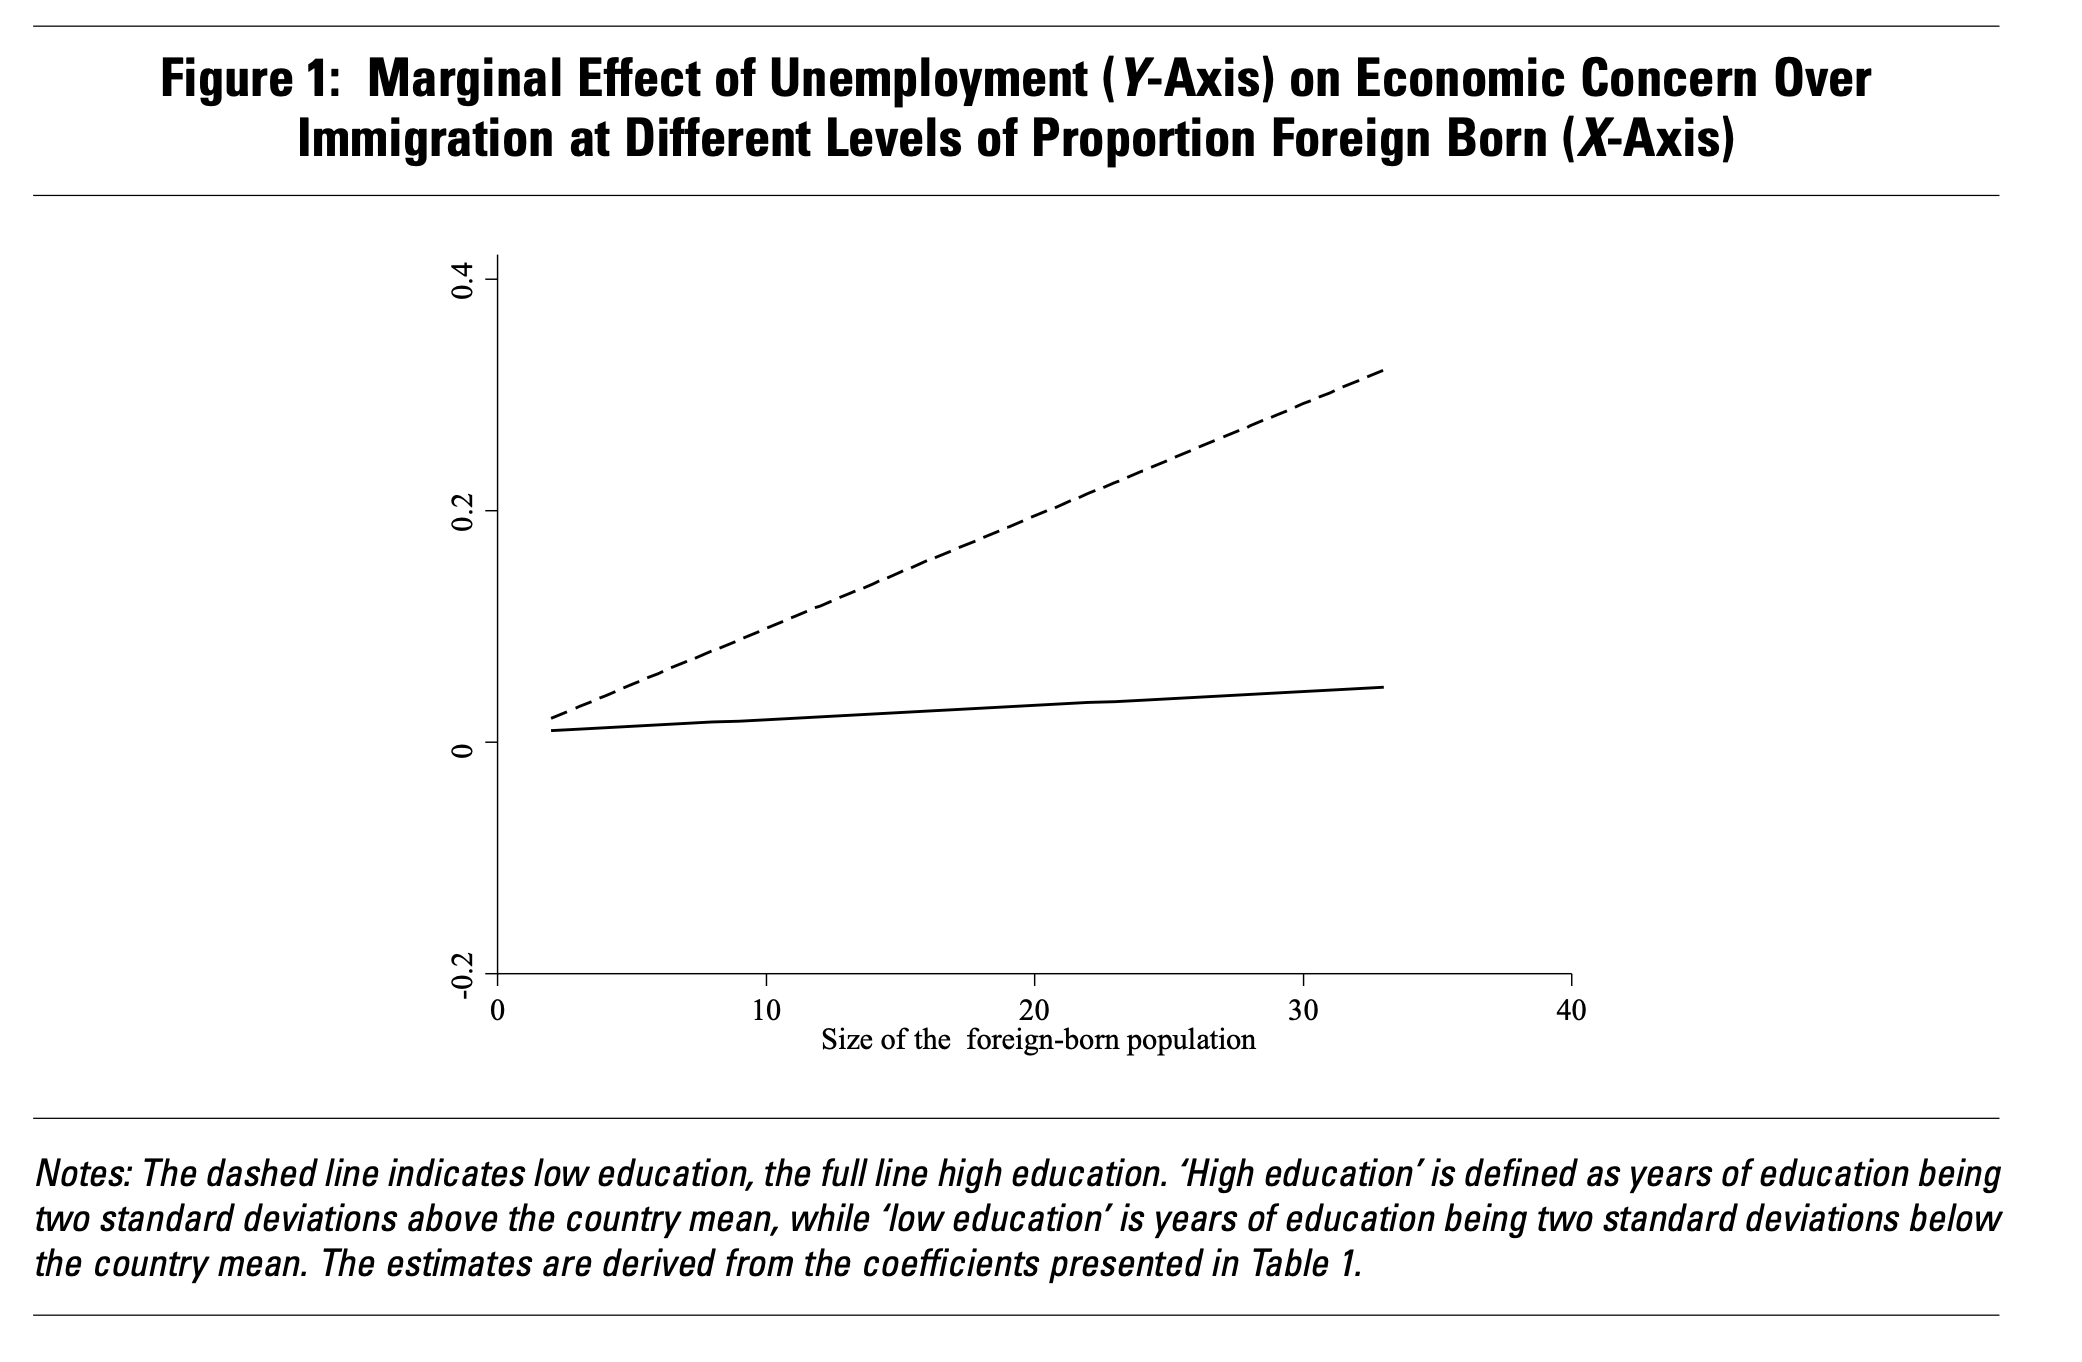 Figure 1: Marginal Effect of Unemployment (Y-Axis) on Economic Concern Over
Immigration at Different Levels of Proportion Foreign Born (X-Axis)
0.4
0.2
0
-0.2
0 10 20 30 40
Size of the foreign-born population
Notes: The dashed line indicates low education, the full line high education. ‘High education’ is defined as years of education being
two standard deviations above the country mean, while ‘low education’ is years of education being two standard deviations below
the country mean. The estimates are derived from the coefficients presented in Table 1.